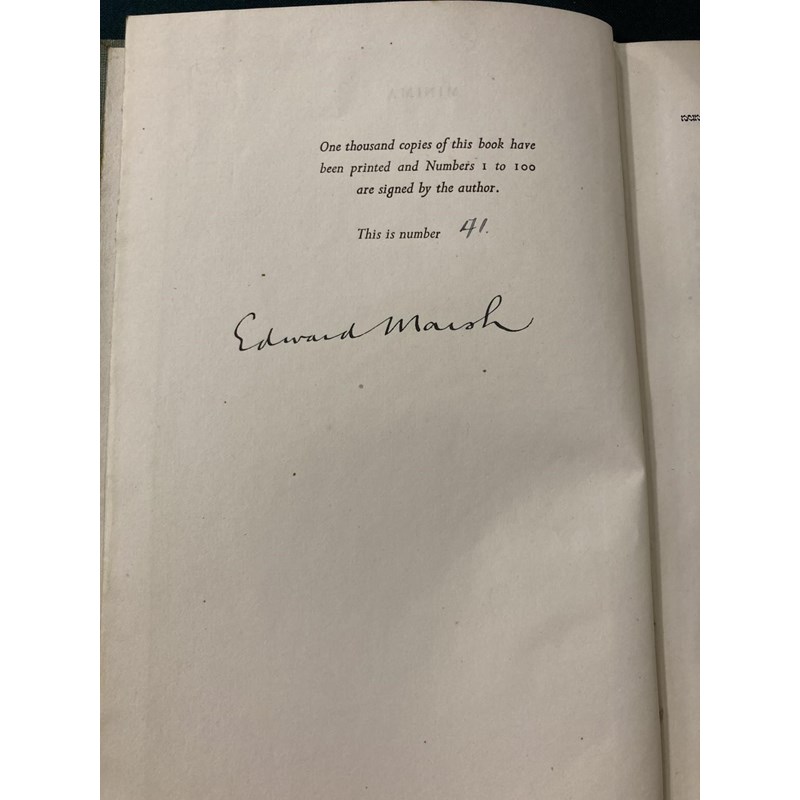 MINIMA
One thousand copies of this book have
been printed and Numbers 1 to 100
are signed by the author.
This is number 41.
Edward Marsh